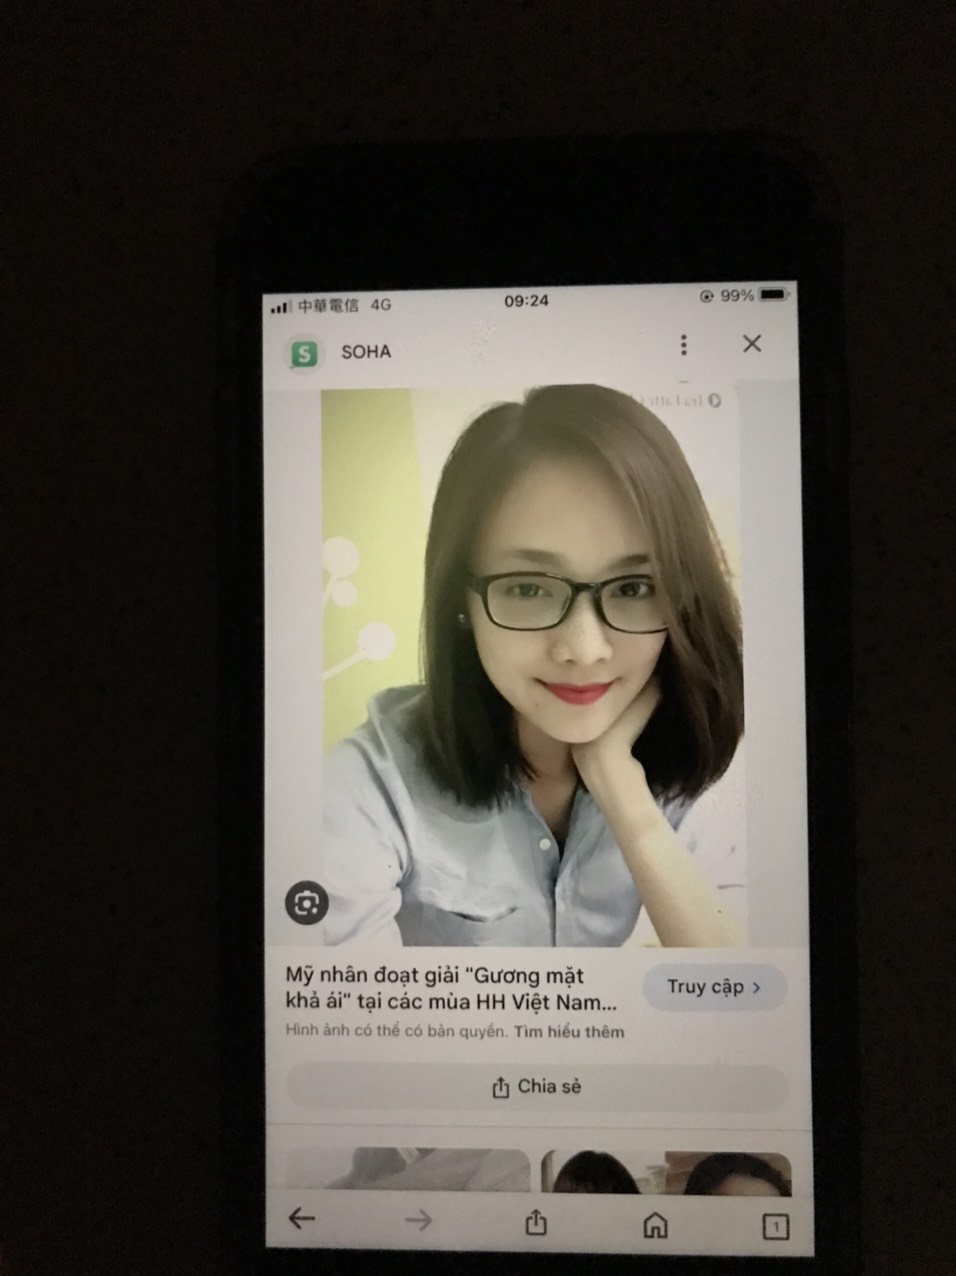 中華電信 4G
09:24
99%
S
SOHA
Mỹ nhân đoạt giải "Gương mặt
khả ái" tại các mùa HH Việt Nam...
Truy cập
Hình ảnh có thể có bản quyền. Tìm hiểu thêm
Chia sẻ
1